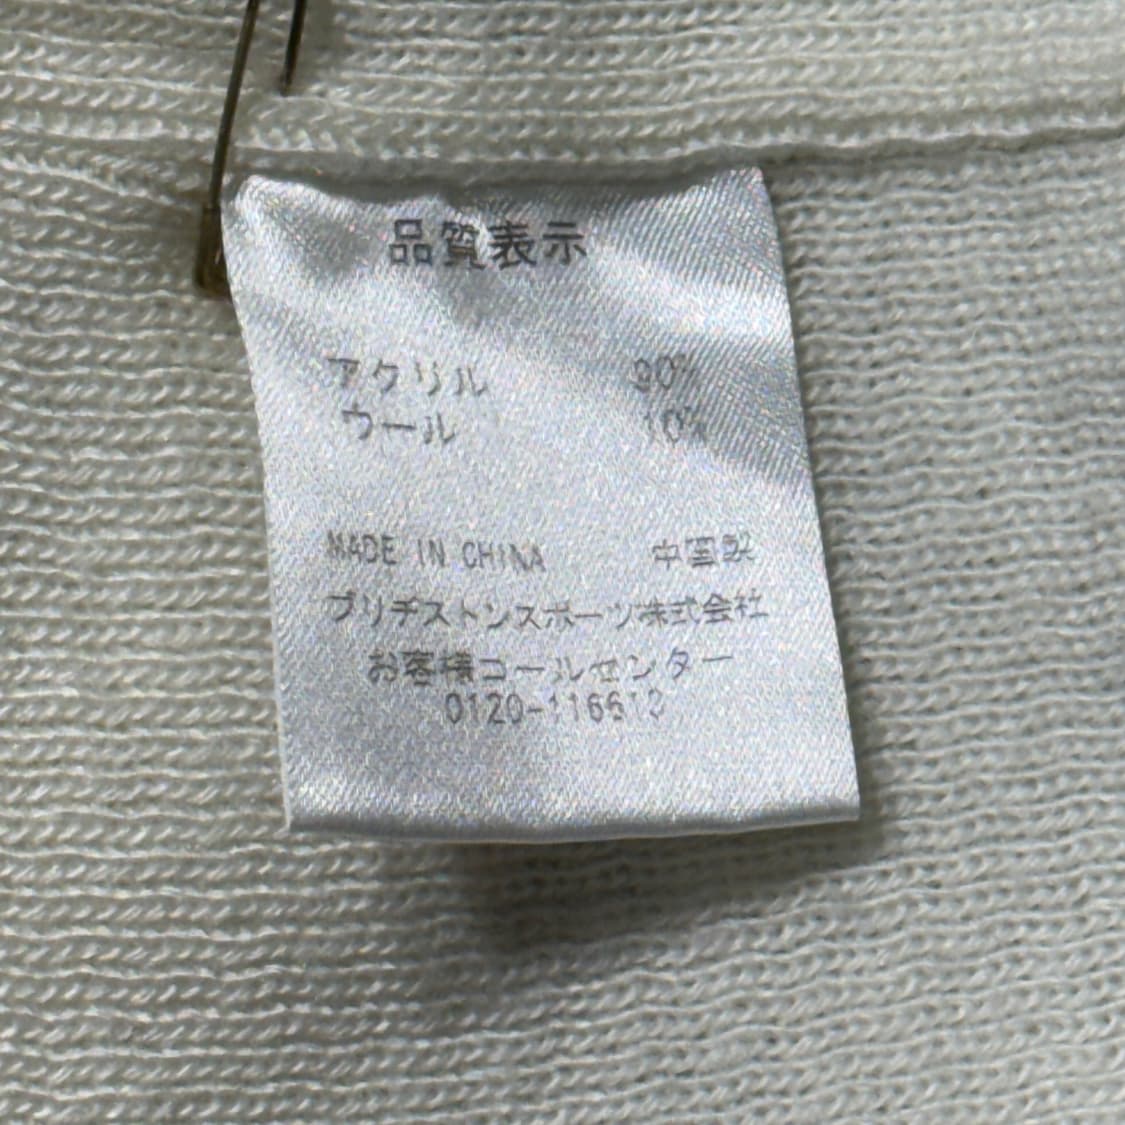 品質表示
アクリル 90%
ウール 10%
MADE IN CHINA 中国製
ブリヂストンスポーツ株式会社
お客様コールセンター
0120-116613